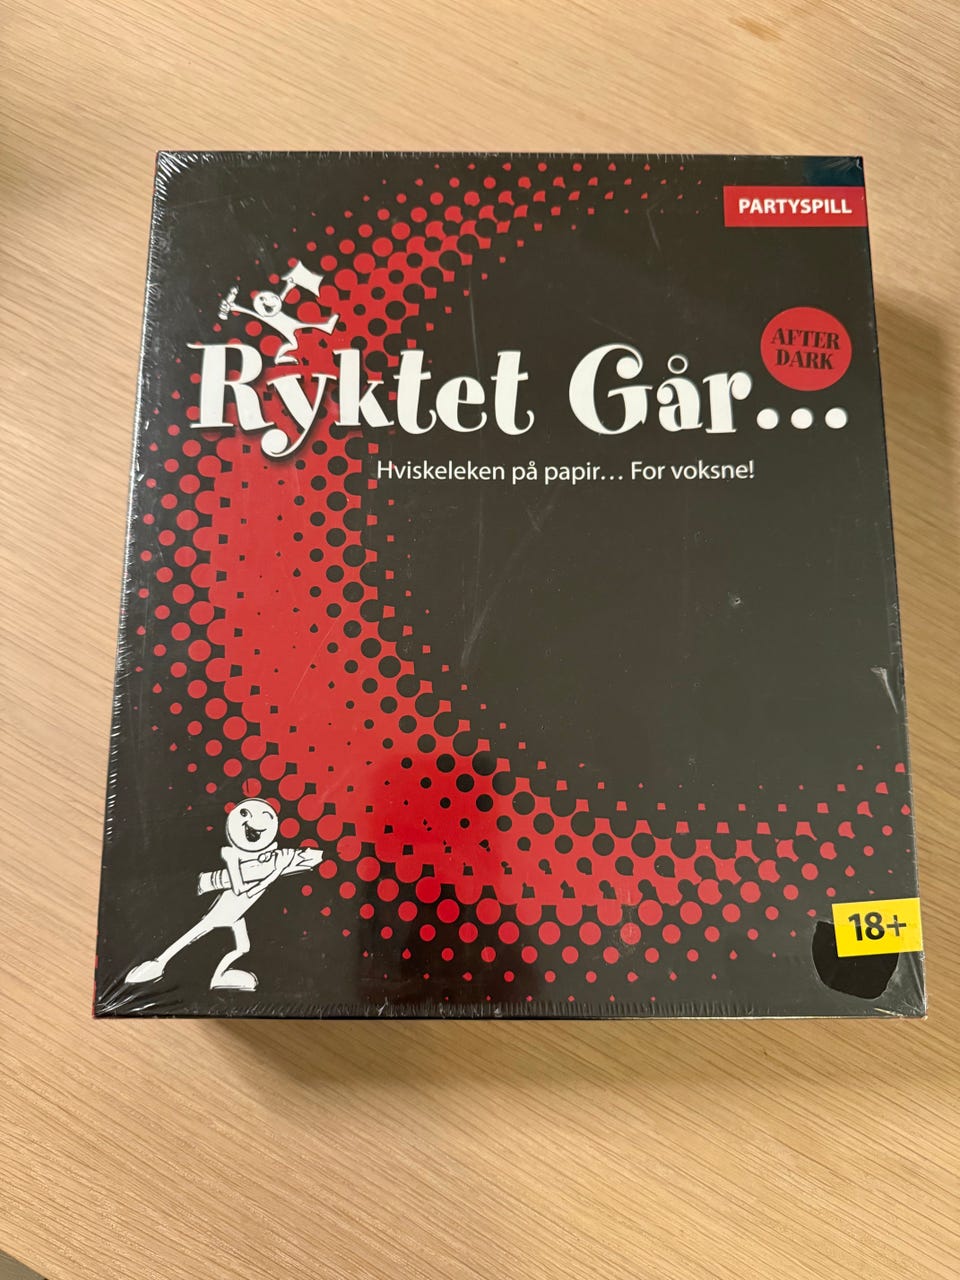 PARTYSPILL
AFTER
DARK
Ryktet Går...
Hviskeleken på papir... For voksne!
18+